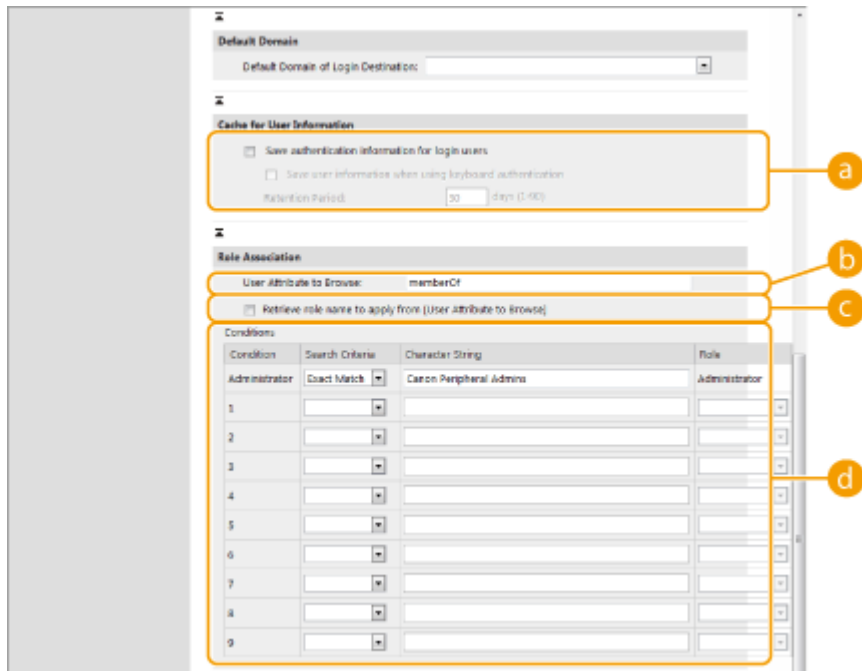 Default Domain
Default Domain of Login Destination:
Cache for User Information
Save authentication information for login users
a
Save user information when using keyboard authentication
Retention Period: 30 days (1-90)
Role Association
b
User Attribute to Browse: memberOf
c
Retrieve role name to apply from [User Attribute to Browse]
Conditions
Condition Search Criteria Character String Role
Administrator Exact Match Canon Peripheral Admins Administrator
1
2
3
d
4
5
6
7
8
9